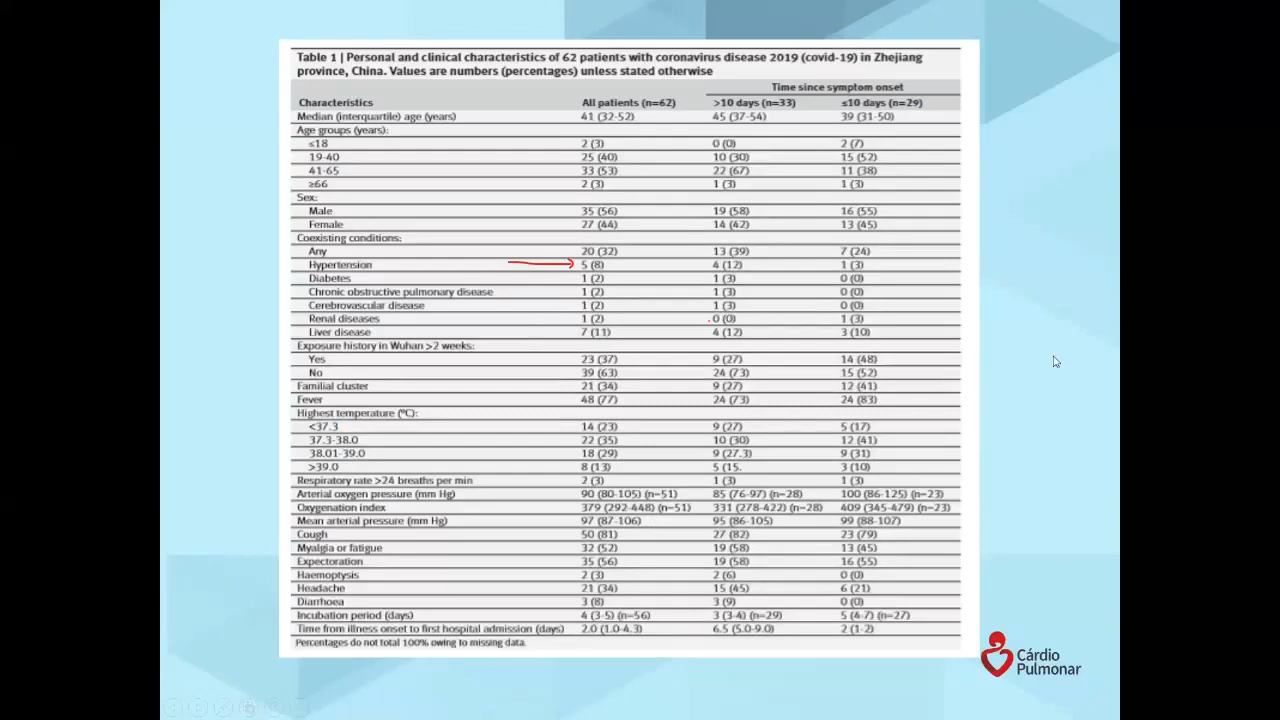 Table 1 | Personal and clinical characteristics of 62 patients with coronavirus disease 2019 (covid-19) in Zhejiang
province, China. Values are numbers (percentages) unless stated otherwise
Time since symptom onset
Characteristics All patients (n=62) >10 days (n=33) ≤10 days (n=29)
Median (interquartile) age (years) 41 (32-52) 45 (37-54) 39 (31-50)
Age groups (years):
≤18 2 (3) 0 (0) 2 (7)
19-40 25 (40) 10 (30) 15 (52)
41-65 33 (53) 22 (67) 11 (38)
≥66 2 (3) 1 (3) 1 (3)
Sex:
Male 35 (56) 19 (58) 16 (55)
Female 27 (44) 14 (42) 13 (45)
Coexisting conditions:
Any 20 (32) 13 (39) 7 (24)
Hypertension 5 (8) 4 (12) 1 (3)
Diabetes 1 (2) 1 (3) 0 (0)
Chronic obstructive pulmonary disease 1 (2) 1 (3) 0 (0)
Cerebrovascular disease 1 (2) 1 (3) 0 (0)
Renal diseases 1 (2) 0 (0) 1 (3)
Liver disease 7 (11) 4 (12) 3 (10)
Exposure history in Wuhan >2 weeks:
Yes 23 (37) 9 (27) 14 (48)
No 39 (63) 24 (73) 15 (52)
Familial cluster 21 (34) 9 (27) 12 (41)
Fever 48 (77) 24 (73) 24 (83)
Highest temperature (°C):
<37.3 14 (23) 9 (27) 5 (17)
37.3-38.0 22 (35) 10 (30) 12 (41)
38.01-39.0 18 (29) 9 (27.3) 9 (31)
>39.0 8 (13) 5 (15. 3 (10)
Respiratory rate >24 breaths per min 2 (3) 1 (3) 1 (3)
Arterial oxygen pressure (mm Hg) 90 (80-105) (n=51) 85 (76-97) (n=28) 100 (86-125) (n=23)
Oxygenation index 379 (292-448) (n=51) 331 (278-422) (n=28) 409 (345-479) (n=23)
Mean arterial pressure (mm Hg) 97 (87-106) 95 (86-105) 99 (88-107)
Cough 50 (81) 27 (82) 23 (79)
Myalgia or fatigue 32 (52) 19 (58) 13 (45)
Expectoration 35 (56) 19 (58) 16 (55)
Haemoptysis 2 (3) 2 (6) 0 (0)
Headache 21 (34) 15 (45) 6 (21)
Diarrhoea 3 (8) 3 (9) 0 (0)
Incubation period (days) 4 (3-5) (n=56) 3 (3-4) (n=29) 5 (4-7) (n=27)
Time from illness onset to first hospital admission (days) 2.0 (1.0-4.3) 6.5 (5.0-9.0) 2 (1-2)
Percentages do not total 100% owing to missing data.
Cárdio
Pulmonar